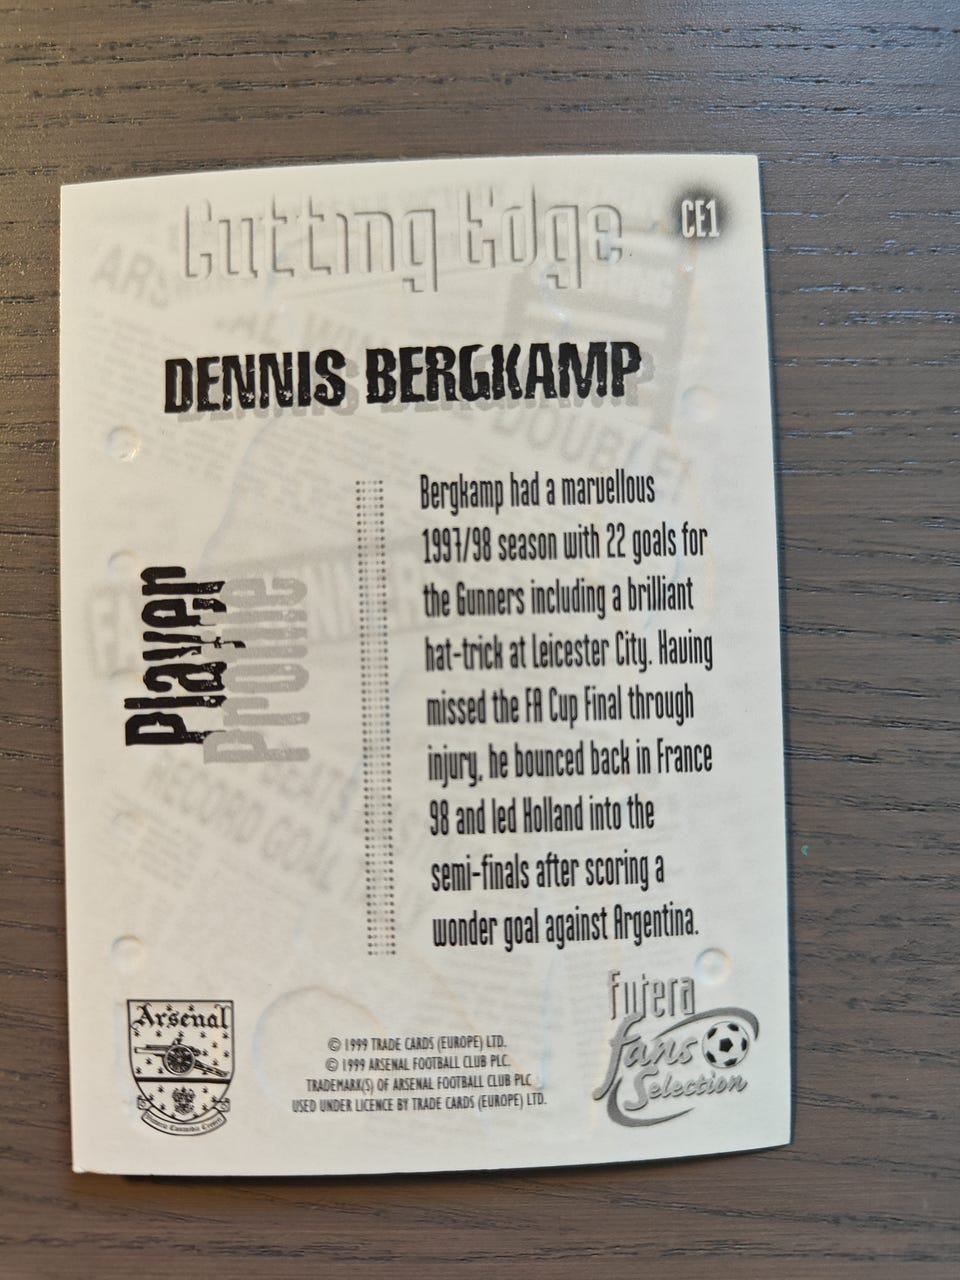 Cutting Edge
CE1
DENNIS BERGKAMP
Player
Profile
Bergkamp had a marvellous
1997/98 season with 22 goals for
the Gunners including a brilliant
hat-trick at Leicester City. Having
missed the FA Cup Final through
injury, he bounced back in France
98 and led Holland into the
semi-finals after scoring a
wonder goal against Argentina.
Arsenal
© 1999 TRADE CARDS (EUROPE) LTD.
© 1999 ARSENAL FOOTBALL CLUB PLC.
TRADEMARK(S) OF ARSENAL FOOTBALL CLUB PLC
USED UNDER LICENCE BY TRADE CARDS (EUROPE) LTD.
futera
fans
Selection